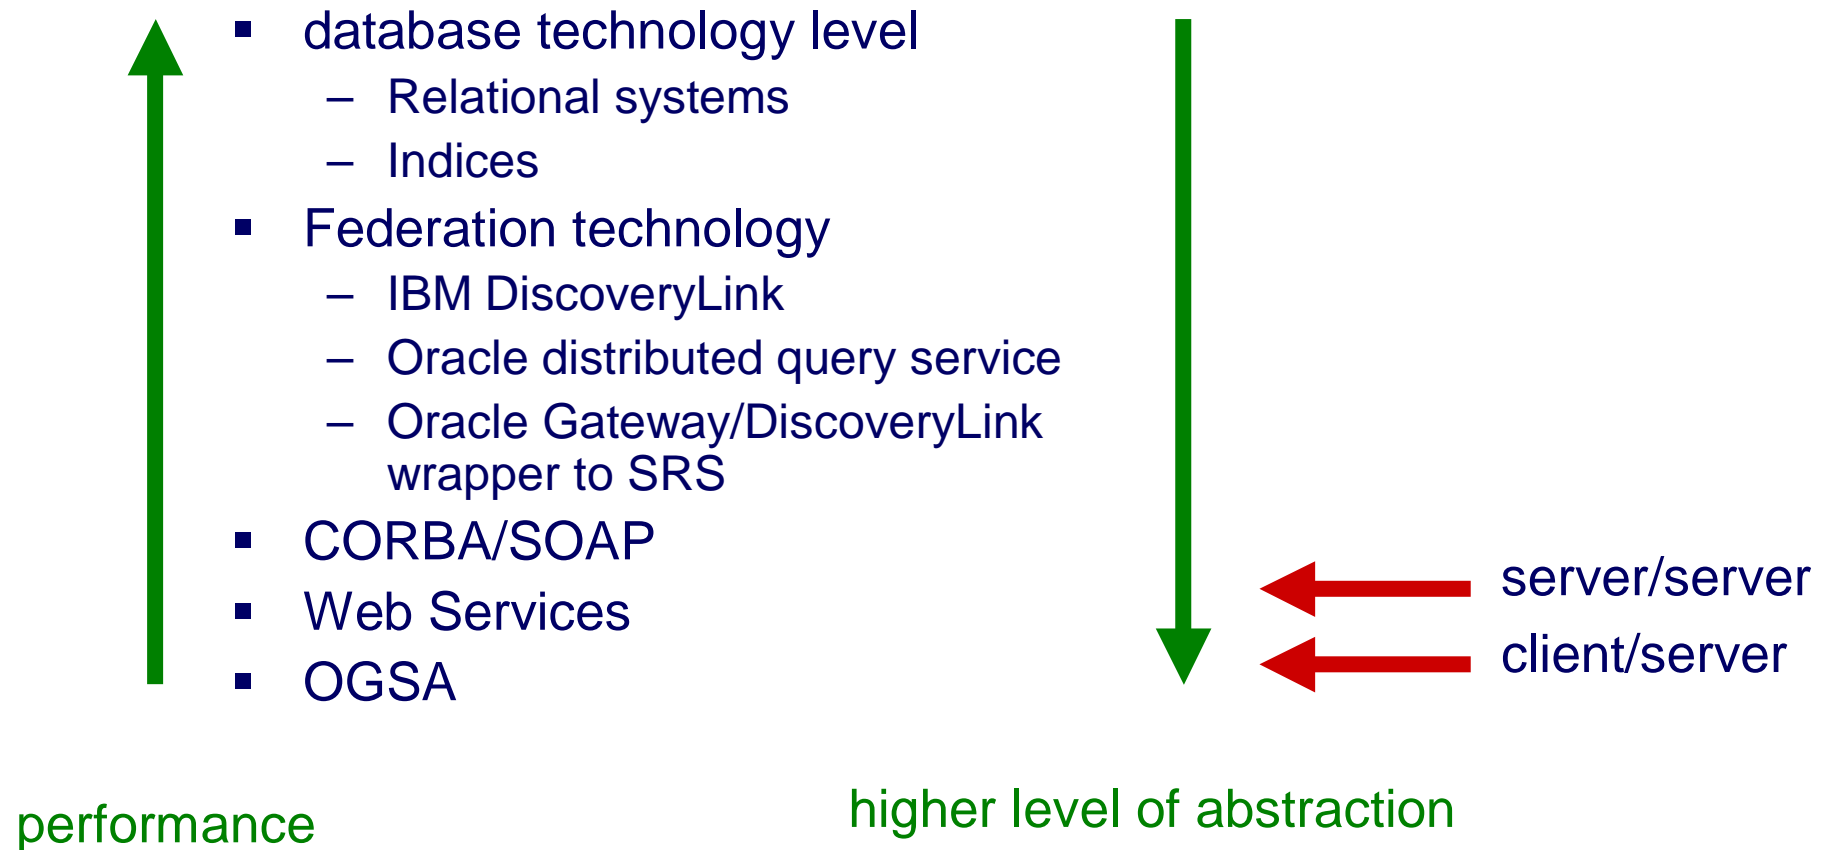 ▪ database technology level
– Relational systems
– Indices
▪ Federation technology
– IBM DiscoveryLink
– Oracle distributed query service
– Oracle Gateway/DiscoveryLink
wrapper to SRS
▪ CORBA/SOAP
▪ Web Services
▪ OGSA
server/server
client/server
performance
higher level of abstraction